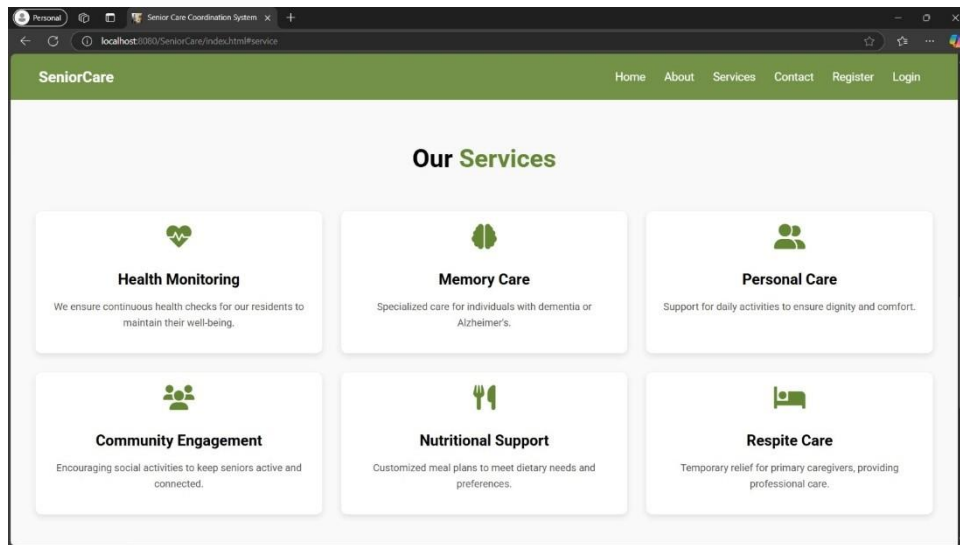 Personal
Senior Care Coordination System
localhost:8080/SeniorCare/index.html#service
SeniorCare
Home About Services Contact Register Login
Our Services
Health Monitoring
We ensure continuous health checks for our residents to
maintain their well-being.
Memory Care
Specialized care for individuals with dementia or
Alzheimer's.
Personal Care
Support for daily activities to ensure dignity and comfort.
Community Engagement
Encouraging social activities to keep seniors active and
connected.
Nutritional Support
Customized meal plans to meet dietary needs and
preferences.
Respite Care
Temporary relief for primary caregivers, providing
professional care.